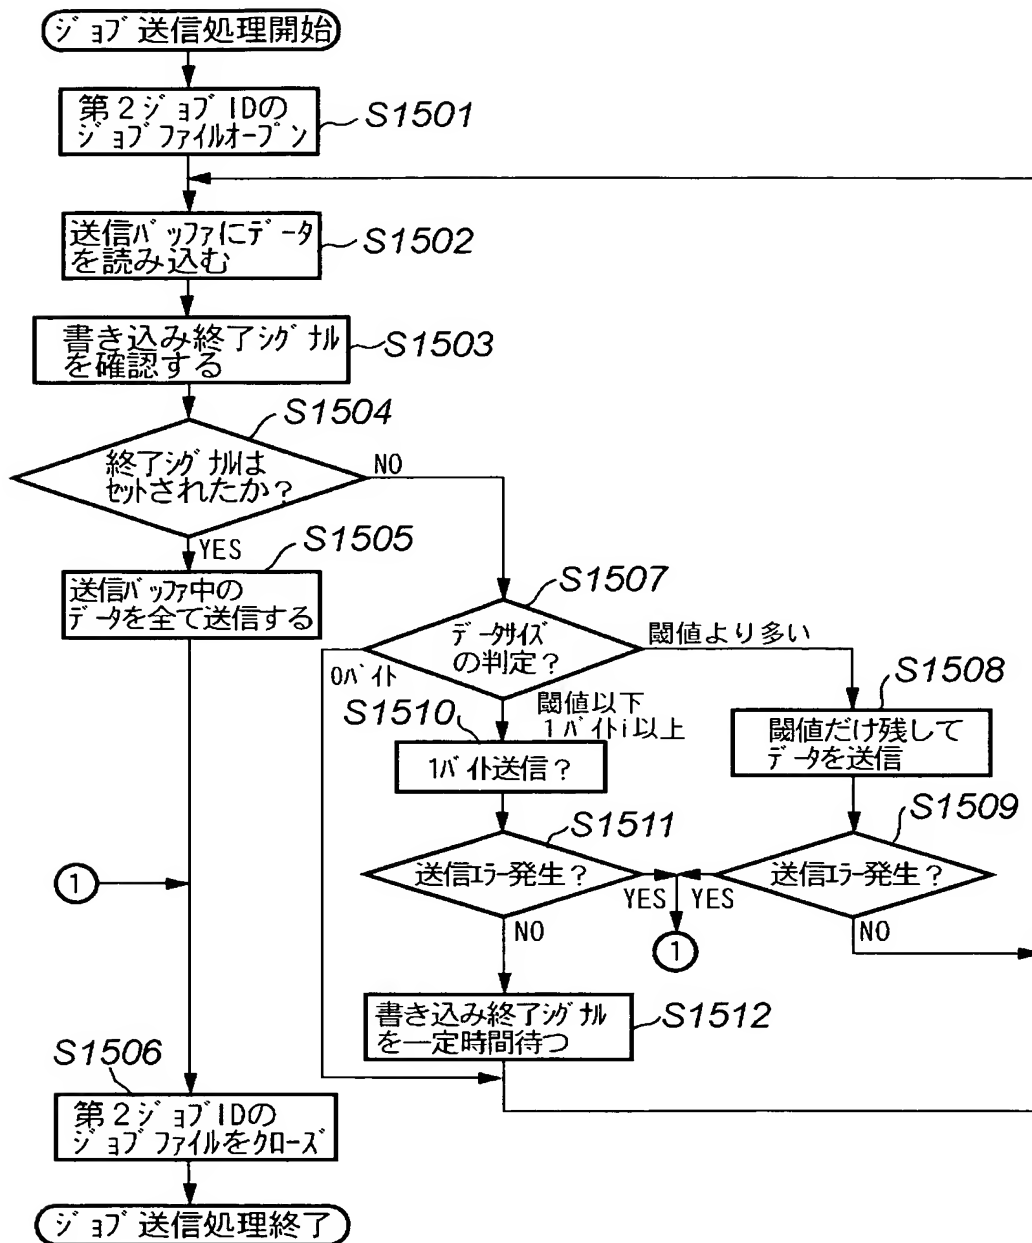 ジョブ送信処理開始
第2ジョブIDの
ジョブファイルオープン
S1501
送信バッファにデータ
を読み込む
S1502
書き込み終了シグナル
を確認する
S1503
S1504
終了シグナルは
セットされたか?
NO
YES
S1505
送信バッファ中の
データを全て送信する
S1507
データサイズ
の判定?
閾値より多い
0バイト
閾値以下
1バイトi以上
S1508
閾値だけ残して
データを送信
S1510
1バイト送信?
S1509
送信エラー発生?
YES
NO
S1511
送信エラー発生?
YES
NO
1
1
書き込み終了シグナル
を一定時間待つ
S1512
S1506
第2ジョブIDの
ジョブファイルをクローズ
ジョブ送信処理終了